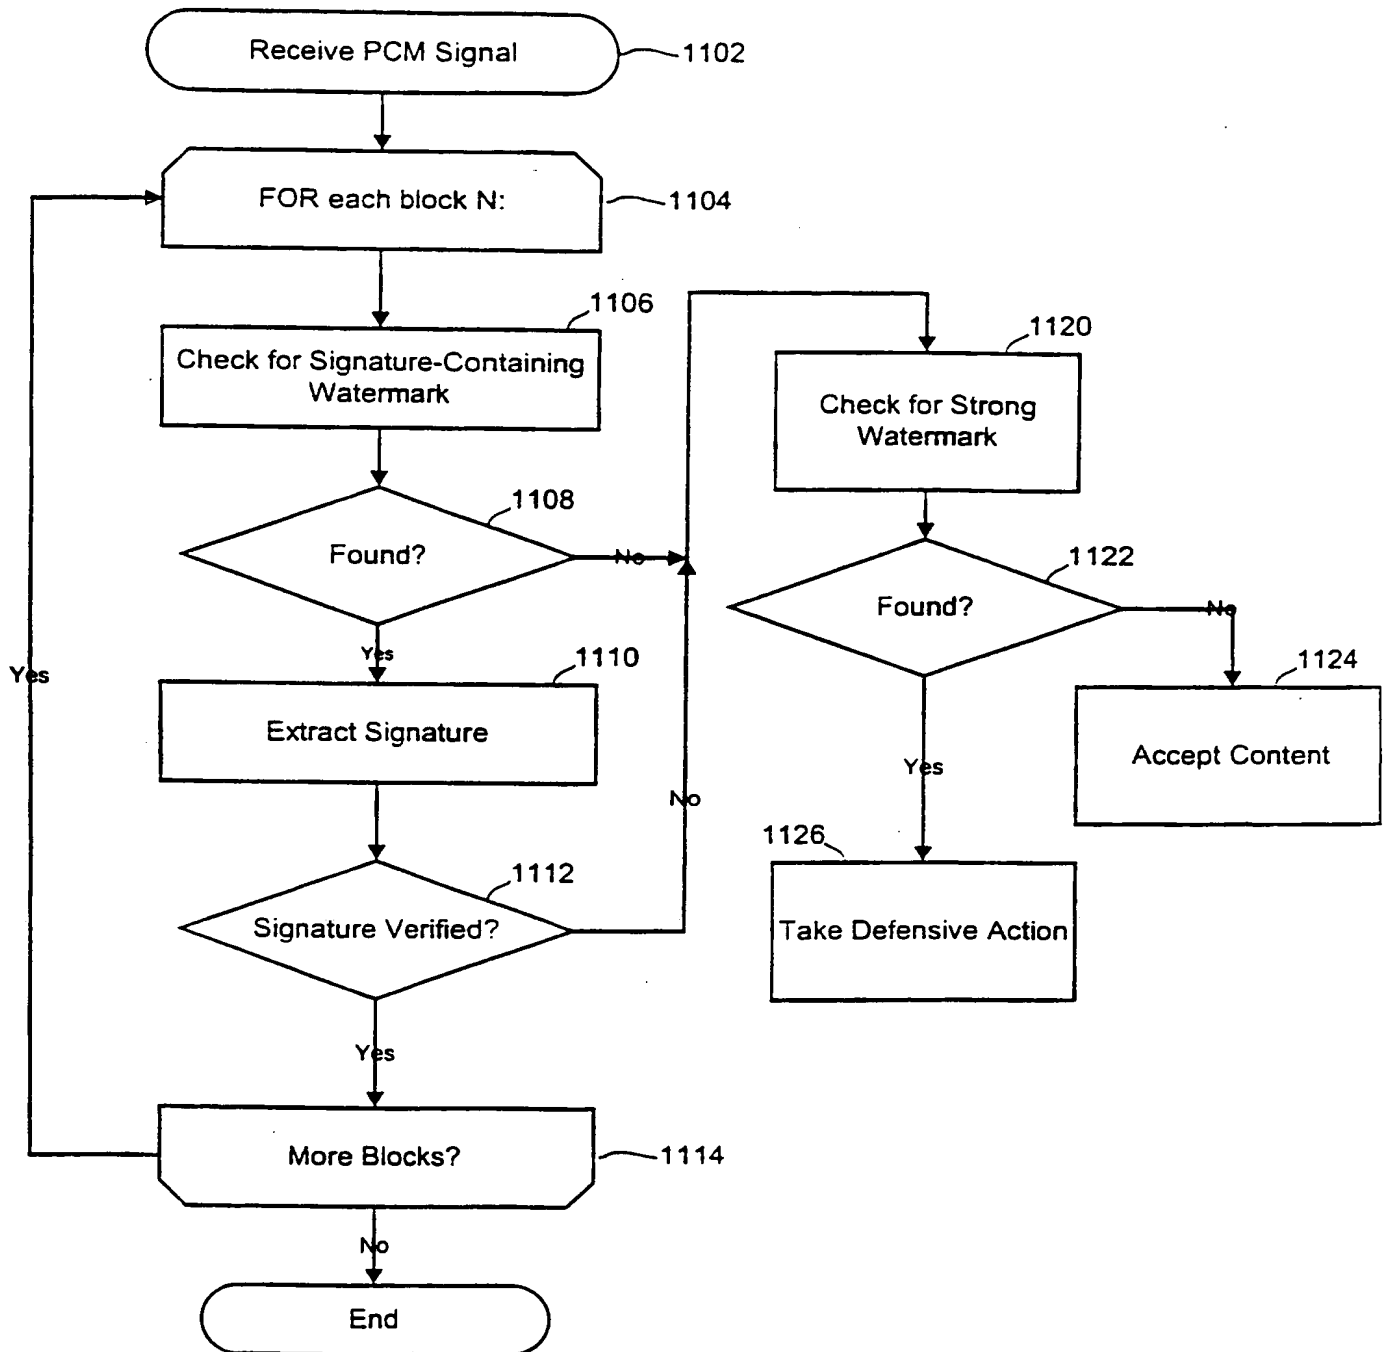 Receive PCM Signal
1102
FOR each block N:
1104
1106
Check for Signature-Containing
Watermark
1108
Found?
No
Yes
1110
Extract Signature
1112
Signature Verified?
No
Yes
More Blocks?
1114
Yes
No
End
1120
Check for Strong
Watermark
1122
Found?
No
1124
Accept Content
Yes
1126
Take Defensive Action